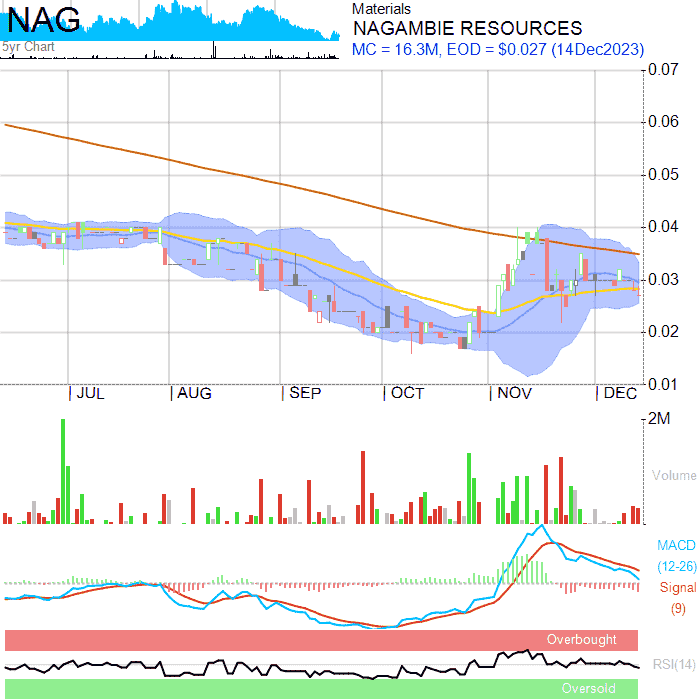 NAG
5yr Chart
Materials
NAGAMBIE RESOURCES
MC = 16.3M, EOD = $0.027 (14Dec2023)
0.07
0.06
0.05
0.04
0.03
0.02
0.01
JUL AUG SEP OCT NOV DEC
2M
Volume
MACD
(12-26)
Signal
(9)
Overbought
RSI(14)
Oversold